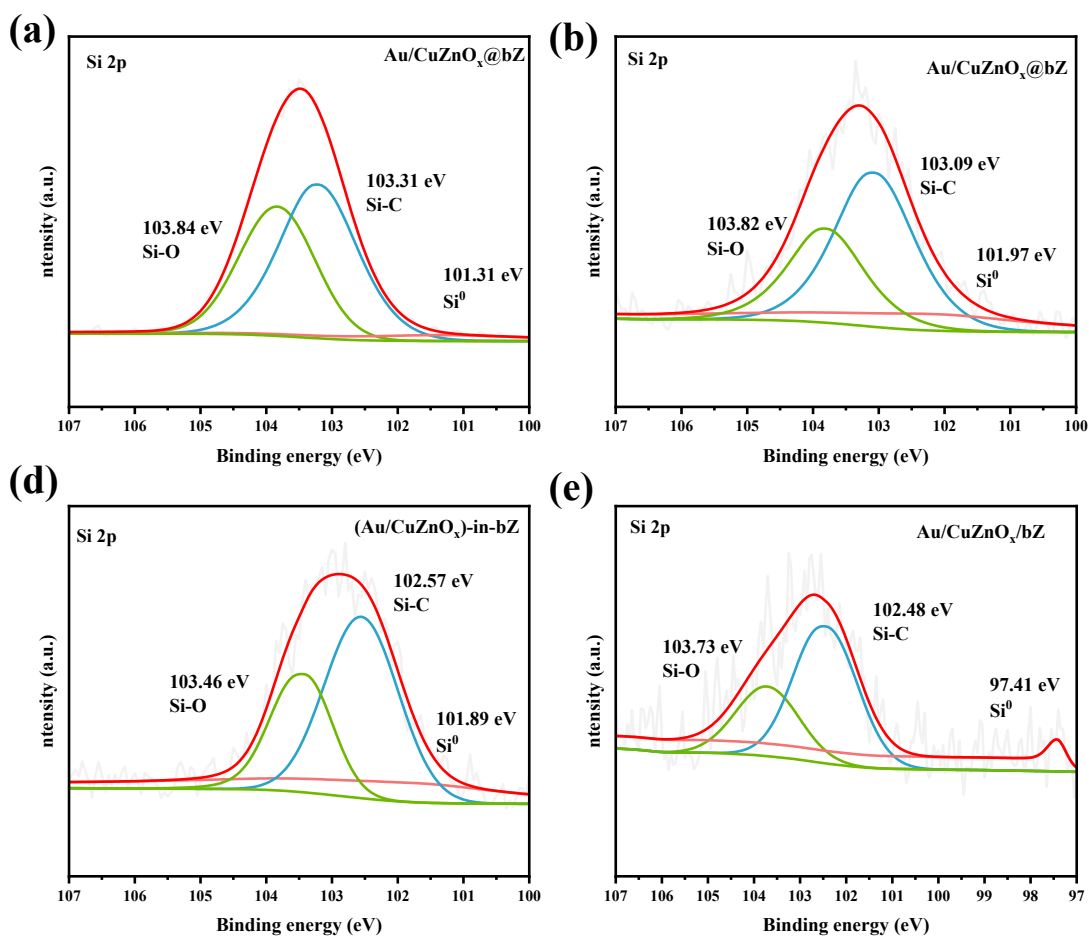 (a)
Si 2p
Au/CuZnOₓ@bZ
103.31 eV
Si-C
103.84 eV
Si-O
101.31 eV
Si⁰
ntensity (a.u.)
107 106 105 104 103 102 101 100
Binding energy (eV)
(b)
Si 2p
Au/CuZnOₓ@bZ
103.09 eV
Si-C
103.82 eV
Si-O
101.97 eV
Si⁰
ntensity (a.u.)
107 106 105 104 103 102 101 100
Binding energy (eV)
(d)
Si 2p
(Au/CuZnOₓ)-in-bZ
102.57 eV
Si-C
103.46 eV
Si-O
101.89 eV
Si⁰
ntensity (a.u.)
107 106 105 104 103 102 101 100
Binding energy (eV)
(e)
Si 2p
Au/CuZnOₓ/bZ
102.48 eV
Si-C
103.73 eV
Si-O
97.41 eV
Si⁰
ntensity (a.u.)
107 106 105 104 103 102 101 100 99 98 97
Binding energy (eV)